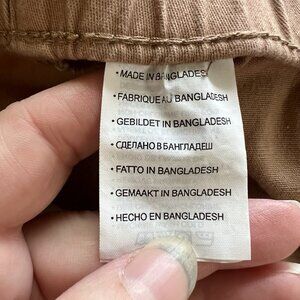 • MADE IN BANGLADESH
• FABRIQUE AU BANGLADESH
• GEBILDET IN BANGLADESH
• СДЕЛАНО В БАНГЛАДЕШ
• FATTO IN BANGLADESH
• GEMAAKT IN BANGLADESH
• HECHO EN BANGLADESH